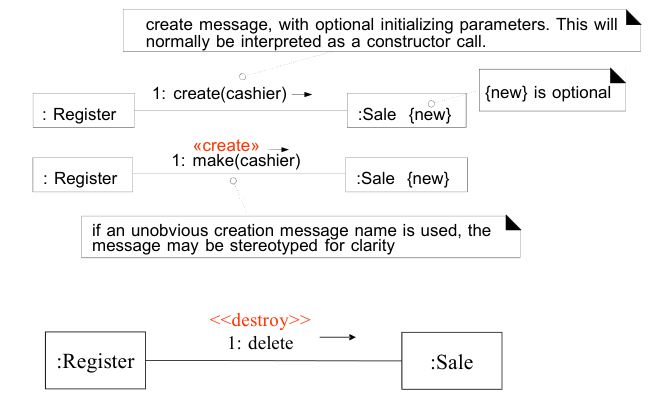 create message, with optional initializing parameters. This will
normally be interpreted as a constructor call.
1: create(cashier)
{new} is optional
: Register
:Sale {new}
«create»
1: make(cashier)
: Register
:Sale {new}
if an unobvious creation message name is used, the
message may be stereotyped for clarity
<<destroy>>
1: delete
:Register
:Sale